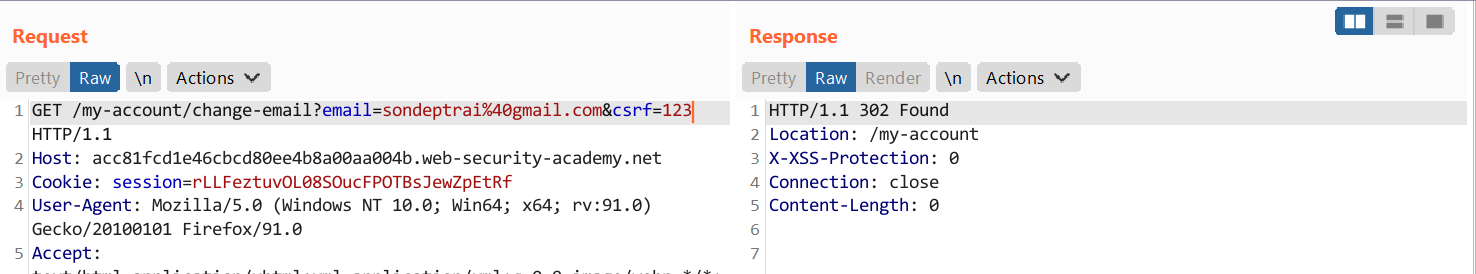 Request
Pretty Raw \n Actions
1 GET /my-account/change-email?email=sondeptrai%40gmail.com&csrf=123
HTTP/1.1
2 Host: acc81fcd1e46cbcd80ee4b8a00aa004b.web-security-academy.net
3 Cookie: session=rLLFeztuvOL08SOucFPOTBsJewZpEtRf
4 User-Agent: Mozilla/5.0 (Windows NT 10.0; Win64; x64; rv:91.0)
Gecko/20100101 Firefox/91.0
5 Accept:
Response
Pretty Raw Render \n Actions
1 HTTP/1.1 302 Found
2 Location: /my-account
3 X-XSS-Protection: 0
4 Connection: close
5 Content-Length: 0
6
7